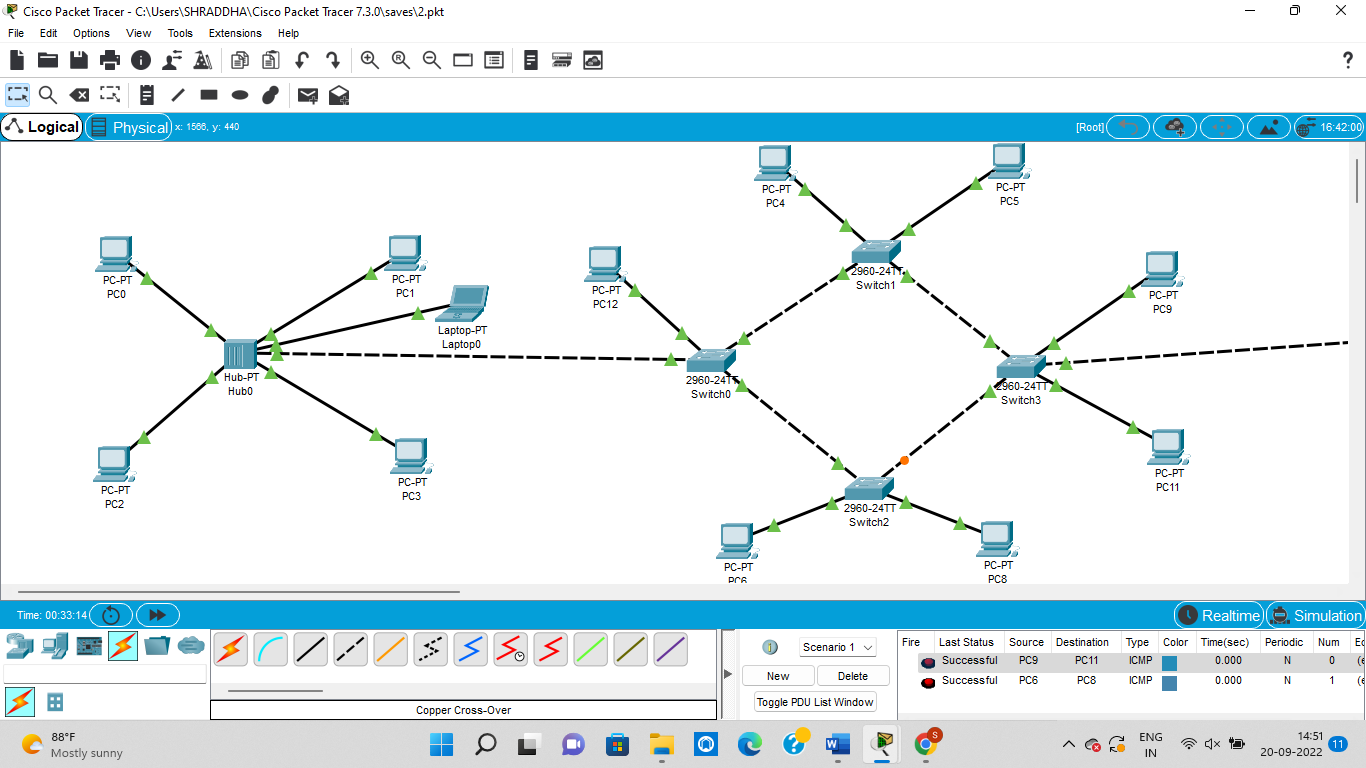 Cisco Packet Tracer - C:\Users\SHRADDHA\Cisco Packet Tracer 7.3.0\saves\2.pkt
File Edit Options View Tools Extensions Help
Logical Physical x: 1566, y: 440 [Root] 16:42:00
PC-PT
PC4
PC-PT
PC5
PC-PT
PC0
PC-PT
PC1
PC-PT
PC12
2960-24TT
Switch1
PC-PT
PC9
Laptop-PT
Laptop0
Hub-PT
Hub0
2960-24TT
Switch0
2960-24TT
Switch3
PC-PT
PC2
PC-PT
PC3
PC-PT
PC11
2960-24TT
Switch2
PC-PT
PC6
PC-PT
PC8
Time: 00:33:14 Realtime Simulation
Scenario 1
New Delete
Toggle PDU List Window
Copper Cross-Over
Fire Last Status Source Destination Type Color Time(sec) Periodic Num Ec
Successful PC9 PC11 ICMP 0.000 N 0 (e
Successful PC6 PC8 ICMP 0.000 N 1 (e
88°F
Mostly sunny
ENG
IN
14:51
20-09-2022
11